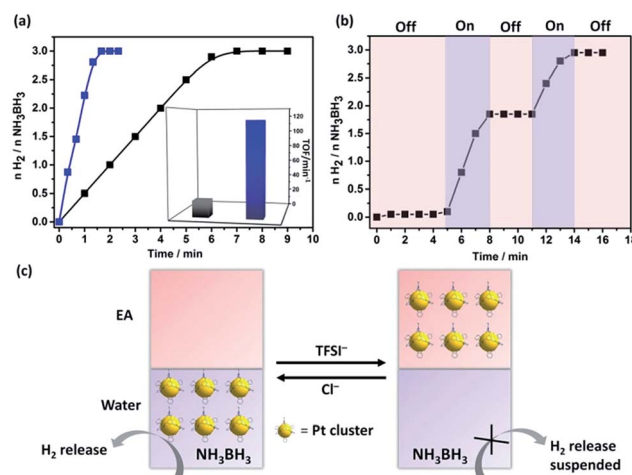 (a)
3.0
2.5
2.0
1.5
1.0
0.5
0.0
n H₂ / n NH₃BH₃
0 1 2 3 4 5 6 7 8 9 10
Time / min
120
100
80
60
40
20
0
TOF/min⁻¹
(b)
Off On Off On Off
3.0
2.5
2.0
1.5
1.0
0.5
0.0
n H₂ / n NH₃BH₃
0 2 4 6 8 10 12 14 16 18
Time / min
(c)
EA
Water
NH₃BH₃
H₂ release
TFSI⁻
Cl⁻
= Pt cluster
NH₃BH₃
H₂ release
suspended